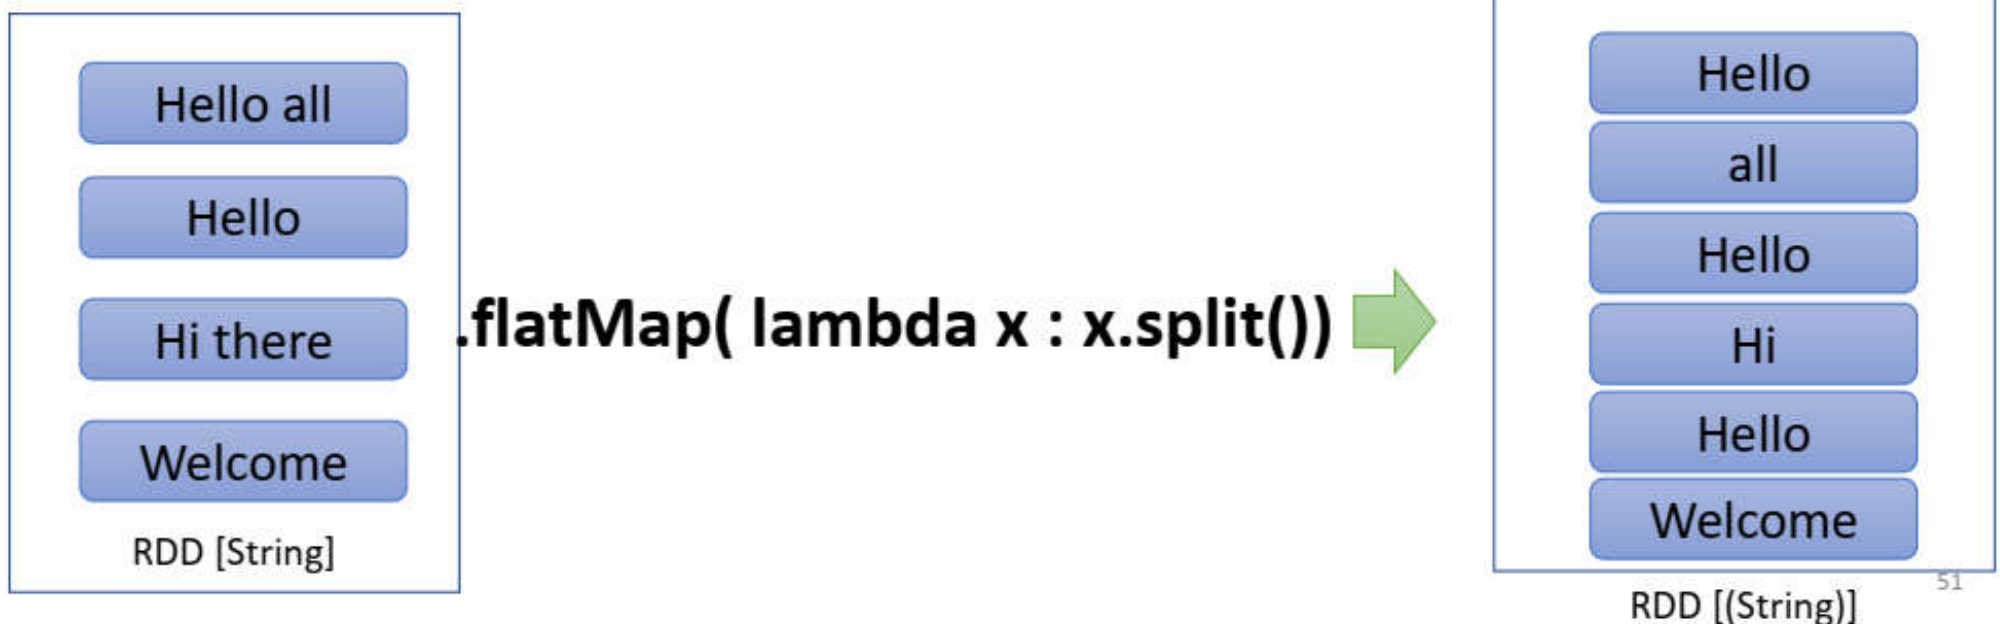 Hello all
Hello
Hi there
Welcome
RDD [String]
.flatMap( lambda x : x.split())
Hello
all
Hello
Hi
Hello
Welcome
51
RDD [(String)]